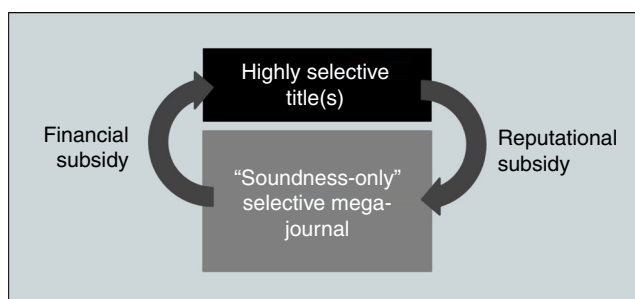 Highly selective
title(s)
Financial
subsidy
Reputational
subsidy
“Soundness-only”
selective mega-
journal